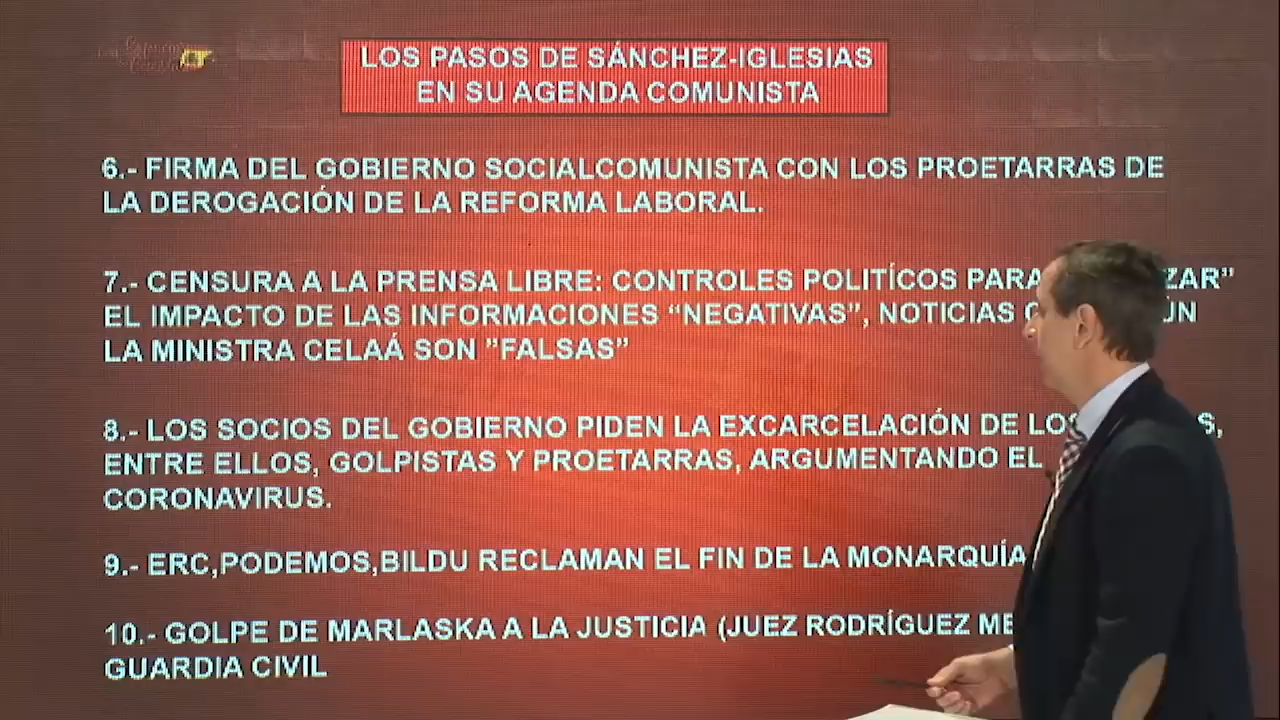 LOS PASOS DE SÁNCHEZ-IGLESIAS
EN SU AGENDA COMUNISTA
6.- FIRMA DEL GOBIERNO SOCIALCOMUNISTA CON LOS PROETARRAS DE
LA DEROGACIÓN DE LA REFORMA LABORAL.
7.- CENSURA A LA PRENSA LIBRE: CONTROLES POLITÍCOS PARA
EL IMPACTO DE LAS INFORMACIONES “NEGATIVAS”, NOTICIAS
LA MINISTRA CELAÁ SON ”FALSAS”
8.- LOS SOCIOS DEL GOBIERNO PIDEN LA EXCARCELACIÓN DE
ENTRE ELLOS, GOLPISTAS Y PROETARRAS, ARGUMENTANDO EL
CORONAVIRUS.
9.- ERC,PODEMOS,BILDU RECLAMAN EL FIN DE LA MONARQUÍA
10.- GOLPE DE MARLASKA A LA JUSTICIA (JUEZ RODRÍGUEZ
GUARDIA CIVIL